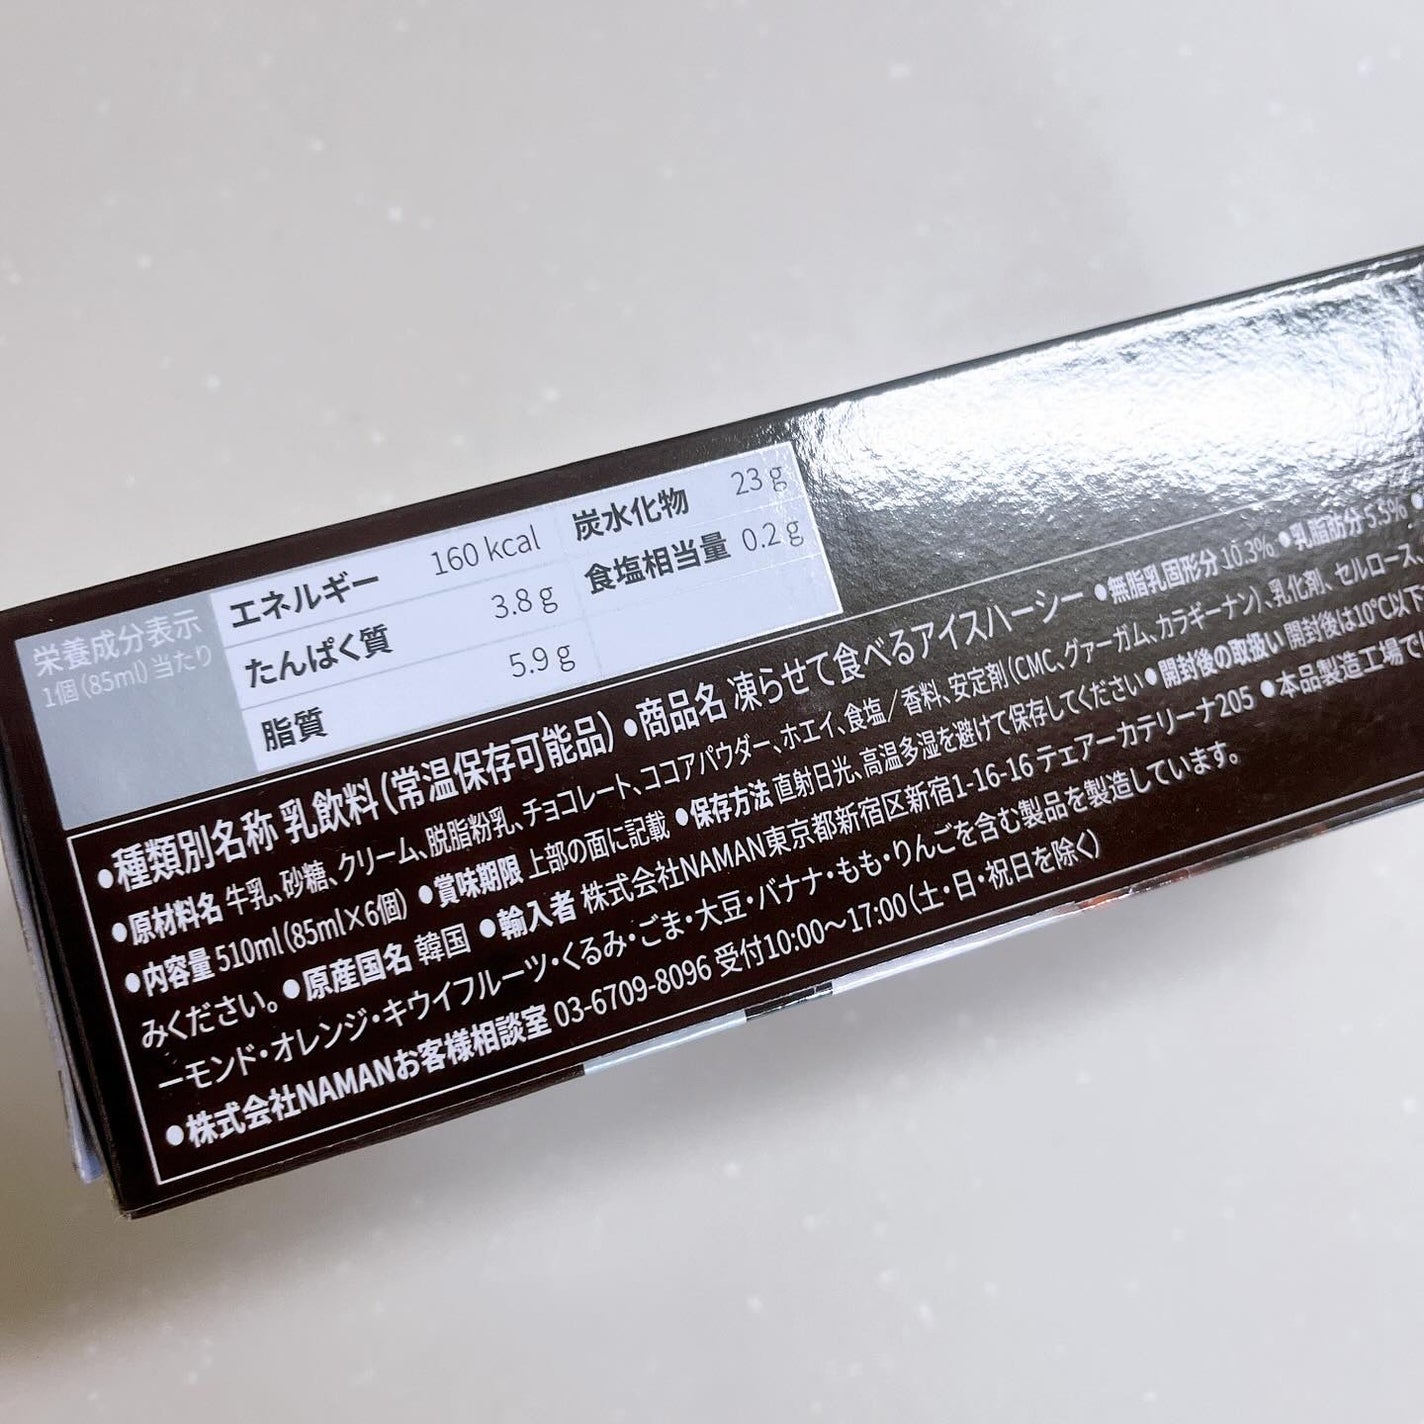 栄養成分表示
1個(85ml)当たり
エネルギー 160 kcal
たんぱく質 3.8 g
脂質 5.9 g
炭水化物 23 g
食塩相当量 0.2 g
●種類別名称 乳飲料(常温保存可能品) ●商品名 凍らせて食べるアイスハーシー ●無脂乳固形分 10.3% ●乳脂肪分 5.5%
●原材料名 牛乳、砂糖、クリーム、脱脂粉乳、チョコレート、ココアパウダー、ホエイ、食塩/香料、安定剤(CMC、グァーガム、カラギーナン)、乳化剤、セルロース
●内容量 510ml(85ml×6個) ●賞味期限 上部の面に記載 ●保存方法 直射日光、高温多湿を避けて保存してください ●開封後の取扱い 開封後は10℃以下
みください。 ●原産国名 韓国 ●輸入者 株式会社NAMAN東京都新宿区新宿1-16-16 テェアーカテリーナ205 ●本品製造工場で
ーモンド・オレンジ・キウイフルーツ・くるみ・ごま・大豆・バナナ・もも・りんごを含む製品を製造しています。
●株式会社NAMANお客様相談室 03-6709-8096 受付10:00~17:00(土・日・祝日を除く)